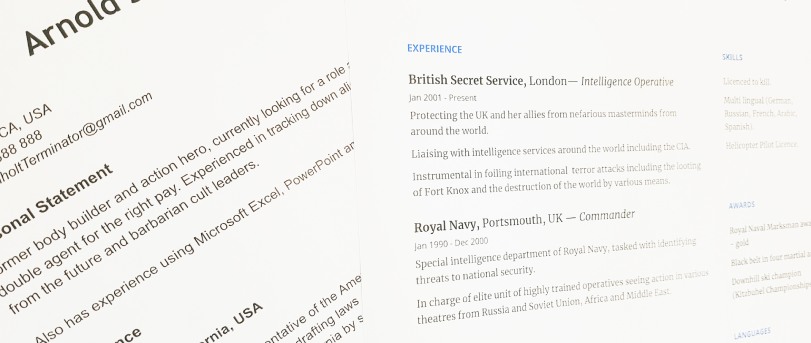 Arnold
CA, USA
888 888
holtTerminator@gmail.com
onal Statement
ormer body builder and action hero, currently looking for a role
double agent for the right pay. Experienced in tracking down
from the future and barbarian cult leaders.
Also has experience using Microsoft Excel, PowerPoint
nce
ornia, USA
entative of the Ame
drafting laws
nia by s
EXPERIENCE
British Secret Service, London— Intelligence Operative
Jan 2001 - Present
Protecting the UK and her allies from nefarious masterminds from
around the world.
Liaising with intelligence services around the world including the CIA.
Instrumental in foiling international terror attacks including the looting
of Fort Knox and the destruction of the world by various means.
Royal Navy, Portsmouth, UK — Commander
Jan 1990 - Dec 2000
Special intelligence department of Royal Navy, tasked with identifying
threats to national security.
In charge of elite unit of highly trained operatives seeing action in various
theatres from Russia and Soviet Union, Africa and Middle East.
SKILLS
Licenced to kill
Multi lingual (German,
Russian, French, Arabic,
Spanish).
Helicopter Pilot Licence.
AWARDS
Royal Naval Marksman awa
- gold
Black belt in four martial a
Downhill ski champion
(Kitzbuhel Championship
LANGUAGES